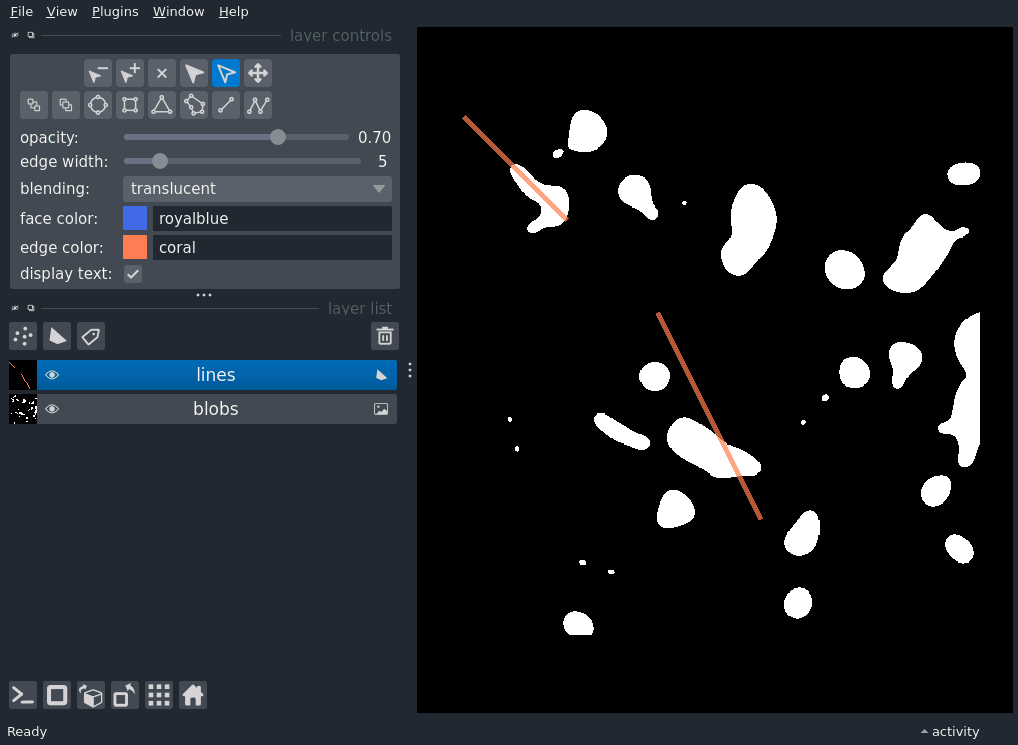 File View Plugins Window Help
layer controls
opacity: 0.70
edge width: 5
blending: translucent
face color: royalblue
edge color: coral
display text:
layer list
lines
blobs
Ready
activity